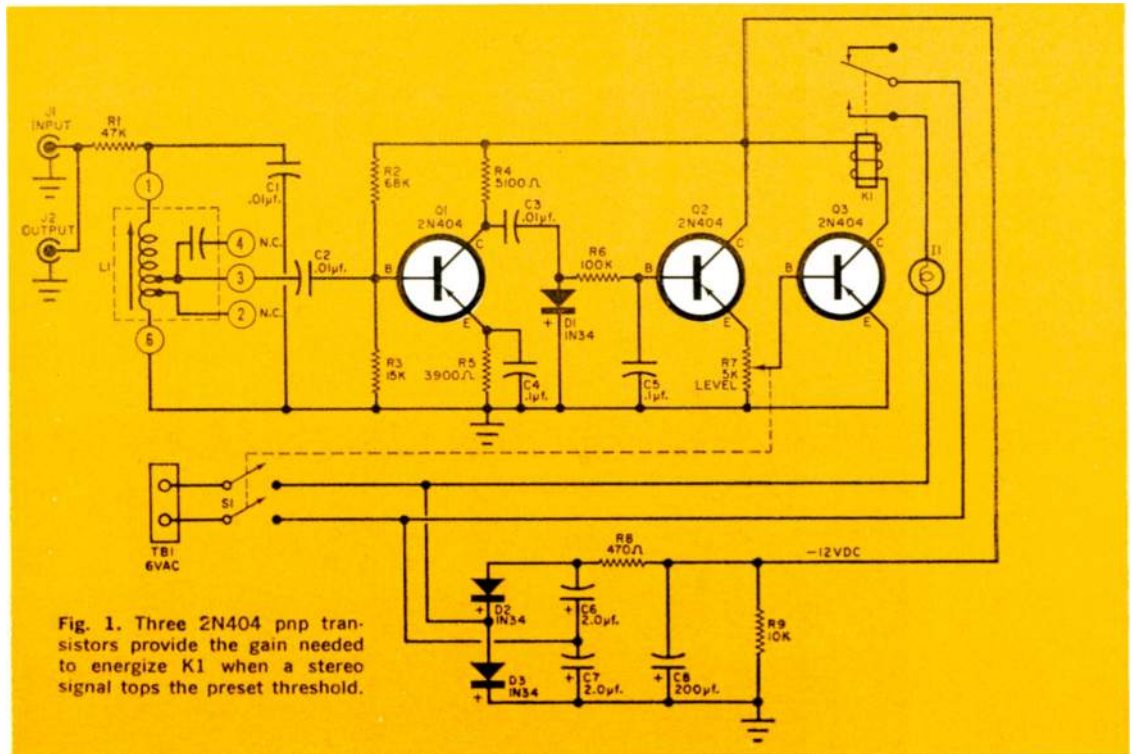 J1
INPUT
R1
47K
J2
OUTPUT
1
C1
.01µf.
L1
4
N.C.
3
2
N.C.
6
C2
.01µf.
R2
68K
R3
15K
Q1
2N404
B
C
E
R4
5100Ω
R5
3900Ω
C3
.01µf.
C4
.1µf.
R6
100K
+
D1
1N34
C5
.1µf.
Q2
2N404
B
C
E
R7
5K
LEVEL
K1
Q3
2N404
B
C
E
I1
S1
TB1
6VAC
R8
470Ω
-12VDC
+
D2
1N34
+
C6
2.0µf.
+
D3
1N34
+
C7
2.0µf.
+
C8
200µf.
R9
10K
Fig. 1. Three 2N404 pnp tran-
sistors provide the gain needed
to energize K1 when a stereo
signal tops the preset threshold.